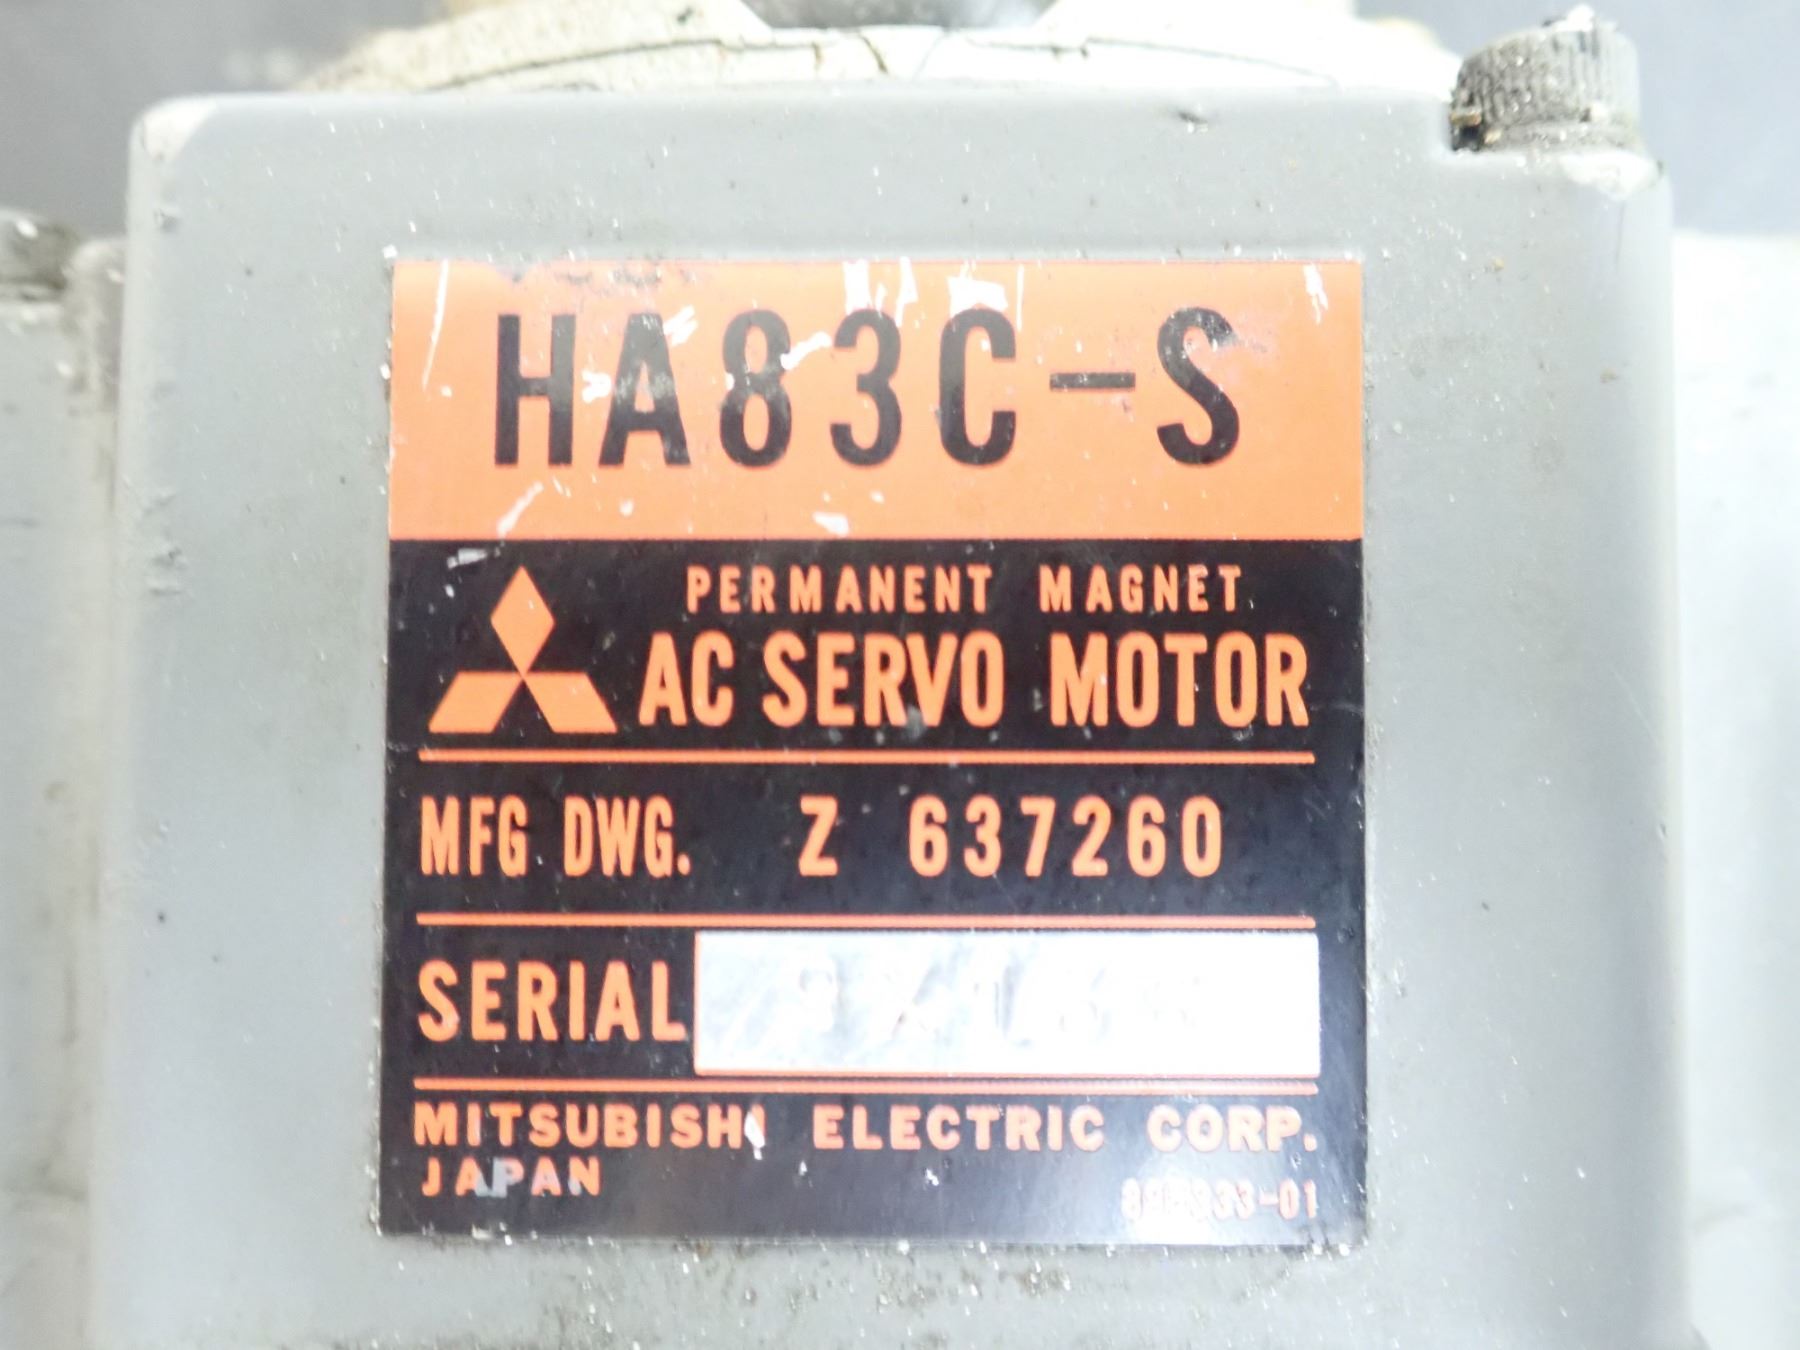 HA83C-S
PERMANENT MAGNET
AC SERVO MOTOR
MFG DWG. Z 637260
SERIAL
MITSUBISHI ELECTRIC CORP.
JAPAN